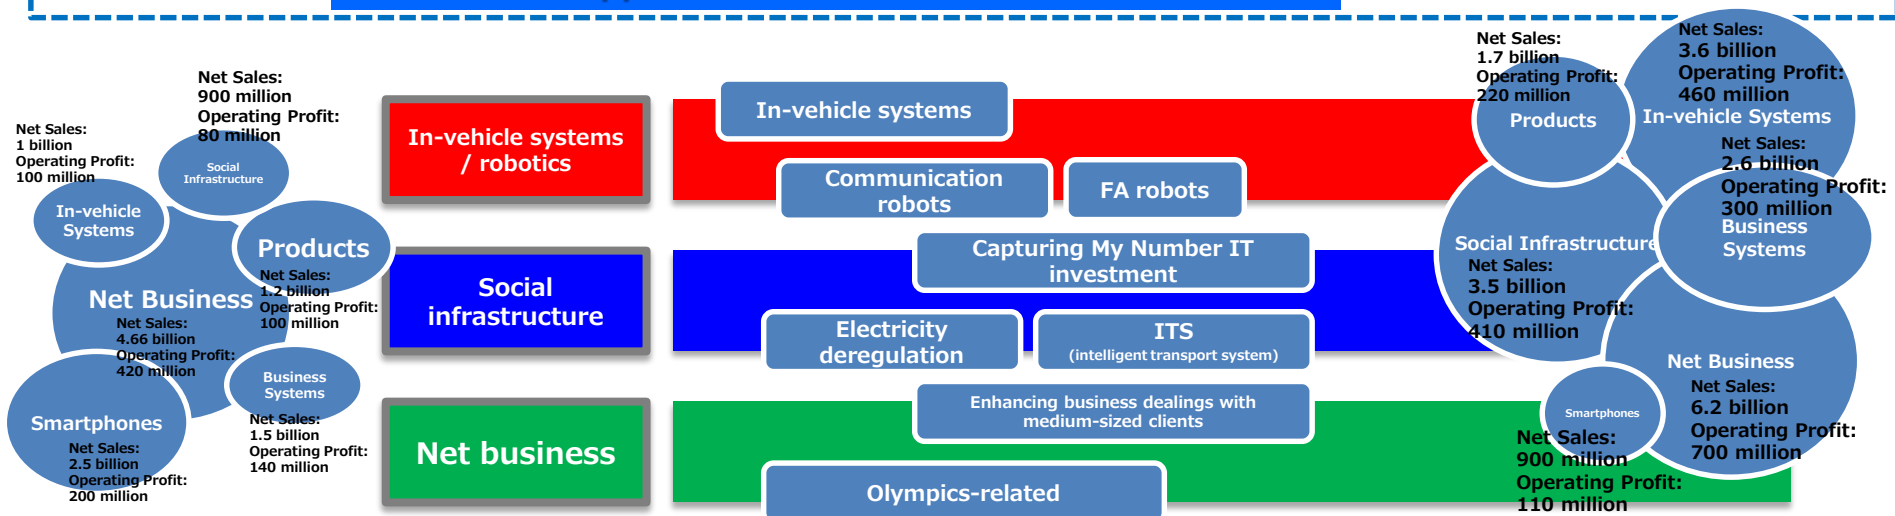 Net Sales:
900 million
Operating Profit:
80 million
Social
Infrastructure
Net Sales:
1 billion
Operating Profit:
100 million
In-vehicle
Systems
Products
Net Sales:
1.2 billion
Operating Profit:
100 million
Net Business
Net Sales:
4.66 billion
Operating Profit:
420 million
Business
Systems
Net Sales:
1.5 billion
Operating Profit:
140 million
Smartphones
Net Sales:
2.5 billion
Operating Profit:
200 million
In-vehicle systems
/ robotics
In-vehicle systems
Communication
robots
FA robots
Social
infrastructure
Capturing My Number IT
investment
Electricity
deregulation
ITS
(intelligent transport system)
Net business
Enhancing business dealings with
medium-sized clients
Olympics-related
Net Sales:
1.7 billion
Operating Profit:
220 million
Products
Net Sales:
3.6 billion
Operating Profit:
460 million
In-vehicle Systems
Net Sales:
2.6 billion
Operating Profit:
300 million
Business
Systems
Social Infrastructure
Net Sales:
3.5 billion
Operating Profit:
410 million
Net Business
Net Sales:
6.2 billion
Operating Profit:
700 million
Smartphones
Net Sales:
900 million
Operating Profit:
110 million